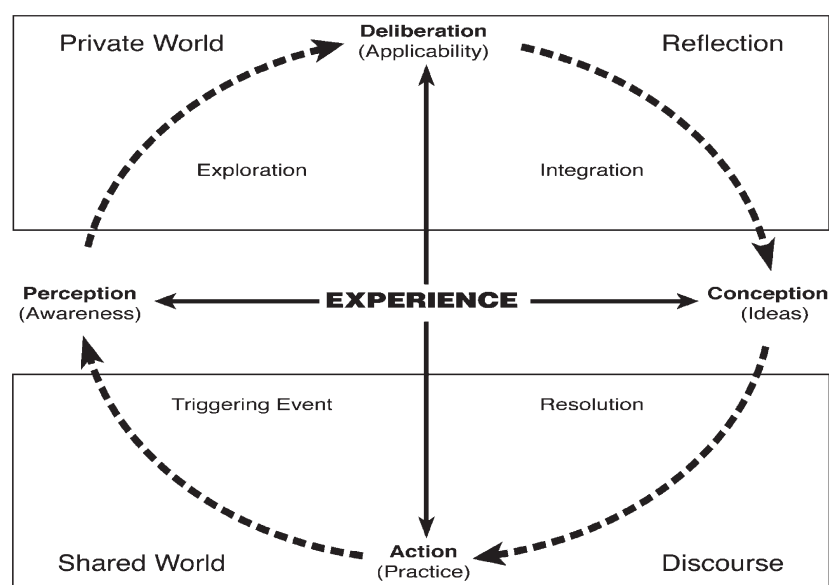 Deliberation
Private World
(Applicability)
Reflection
Exploration
Integration
Perception
(Awareness)
EXPERIENCE
Conception
(Ideas)
Triggering Event
Resolution
Action
(Practice)
Shared World
Discourse